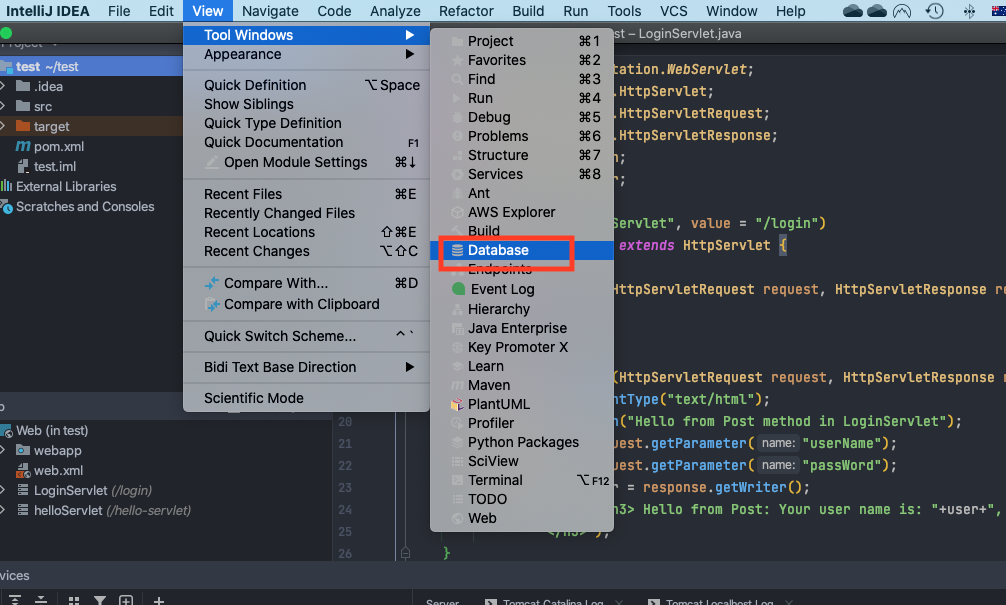 IntelliJ IDEA File Edit View Navigate Code Analyze Refactor Build Run Tools VCS Window Help
test – LoginServlet.java
test ~/test
.idea
src
target
pom.xml
test.iml
External Libraries
Scratches and Consoles
Web (in test)
webapp
web.xml
LoginServlet (/login)
helloServlet (/hello-servlet)
Tool Windows
Appearance
Quick Definition ⌥Space
Show Siblings
Quick Type Definition
Quick Documentation F1
Open Module Settings ⌘↓
Recent Files ⌘E
Recently Changed Files
Recent Locations ⇧⌘E
Recent Changes ⌥⇧C
Compare With... ⌘D
Compare with Clipboard
Quick Switch Scheme... ^ `
Bidi Text Base Direction
Scientific Mode
Project ⌘1
Favorites ⌘2
Find ⌘3
Run ⌘4
Debug ⌘5
Problems ⌘6
Structure ⌘7
Services ⌘8
Ant
AWS Explorer
Build
Database
Endpoints
Event Log
Hierarchy
Java Enterprise
Key Promoter X
Learn
Maven
PlantUML
Profiler
Python Packages
SciView
Terminal ⌥F12
TODO
Web
.WebServlet;
.HttpServlet;
.HttpServletRequest;
.HttpServletResponse;
;
;
Servlet", value = "/login")
extends HttpServlet {
HttpServletRequest request, HttpServletResponse
(HttpServletRequest request, HttpServletResponse
("text/html");
("Hello from Post method in LoginServlet");
.getParameter( name: "userName");
.getParameter( name: "passWord");
= response.getWriter();
> Hello from Post: Your user name is: "+user+",
");
}
20
21
22
23
24
25
26
Server Tomcat Catalina Log Tomcat Localhost Log